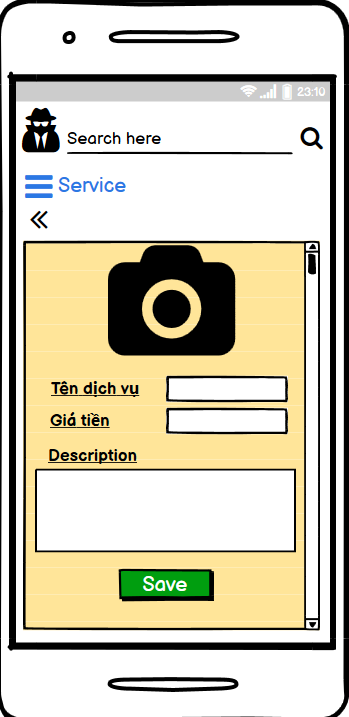 23:10
Search here
Service
Tên dịch vụ
Giá tiền
Description
Save